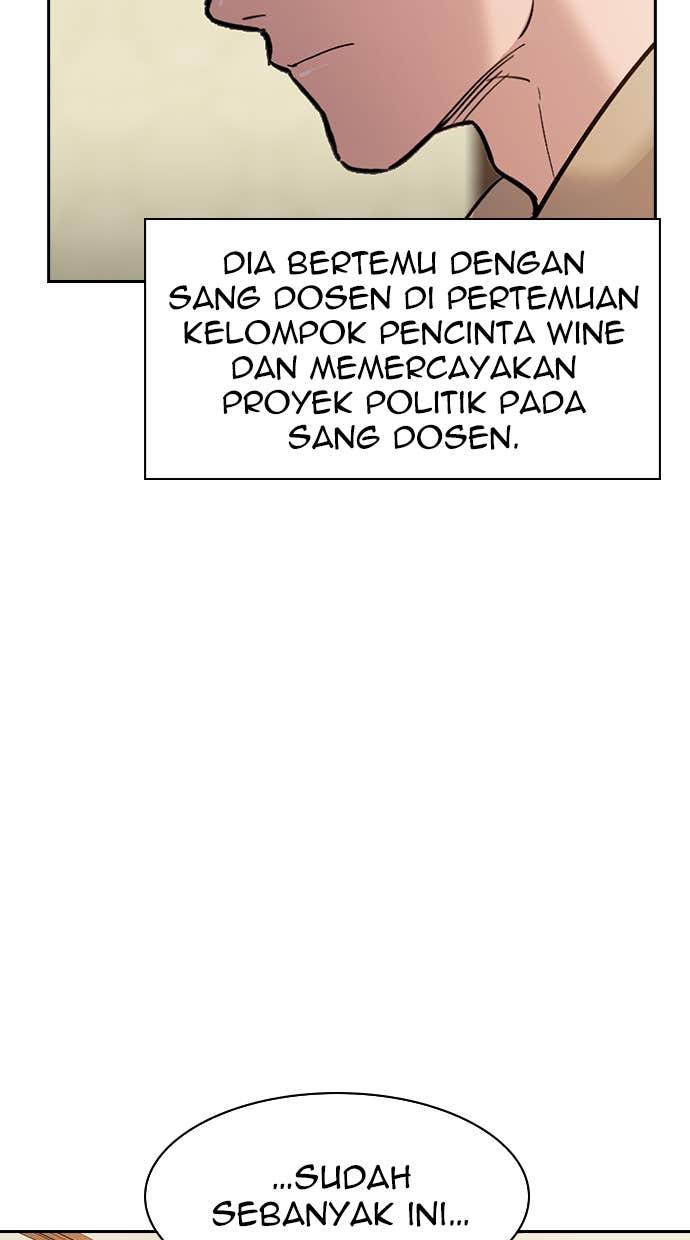 DIA BERTEMU DENGAN
SANG DOSEN DI PERTEMUAN
KELOMPOK PENCINTA WINE
DAN MEMERCAYAKAN
PROYEK POLITIK PADA
SANG DOSEN.
...SUDAH
SEBANYAK INI...